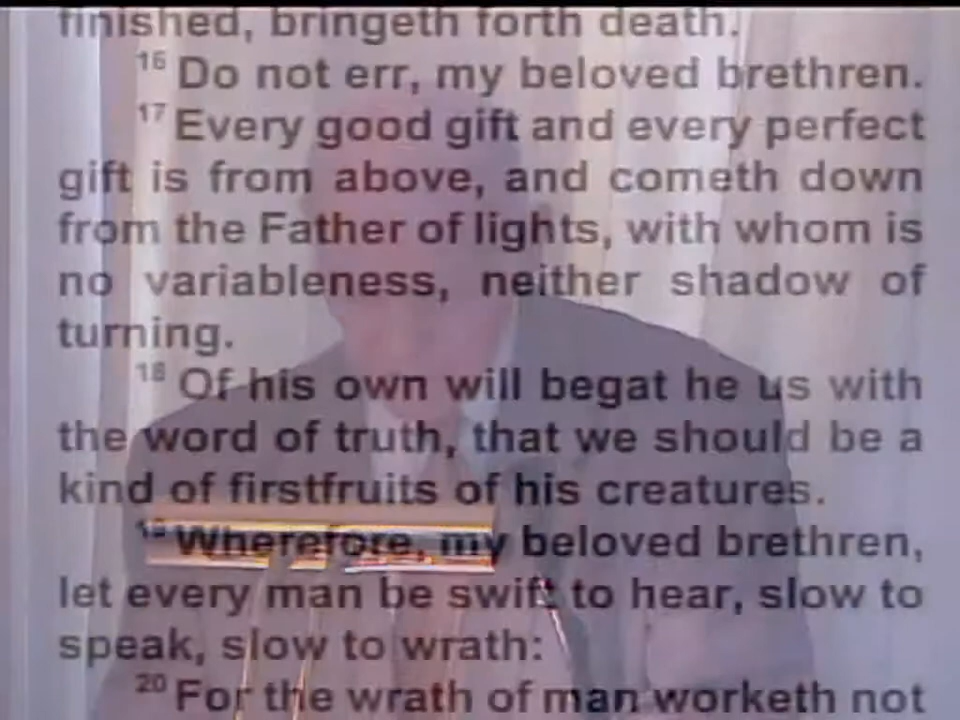 finished, bringeth forth death.
16 Do not err, my beloved brethren.
17 Every good gift and every perfect
gift is from above, and cometh down
from the Father of lights, with whom is
no variableness, neither shadow of
turning.
18 Of his own will begat he us with
the word of truth, that we should be a
kind of firstfruits of his creatures.
19 Wherefore, my beloved brethren,
let every man be swift to hear, slow to
speak, slow to wrath:
20 For the wrath of man worketh not